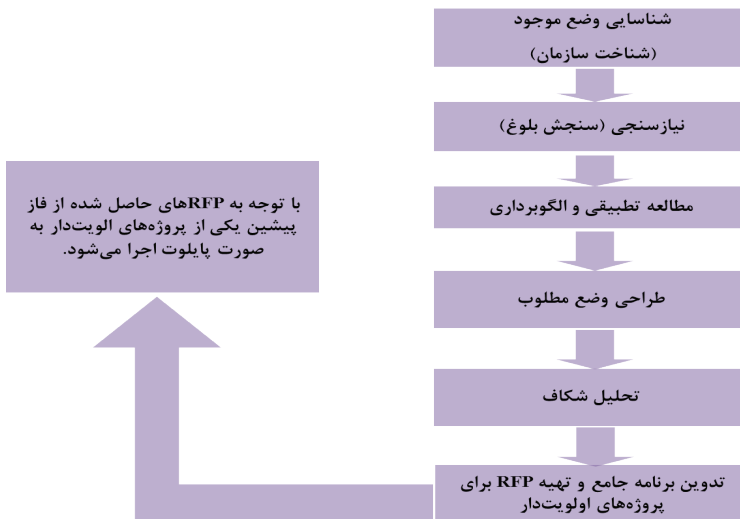 شناسایی وضع موجود
(شناخت سازمان)
نیازسنجی (سنجش بلوغ)
مطالعه تطبیقی و الگوبرداری
طراحی وضع مطلوب
تحلیل شکاف
تدوین برنامه جامع و تهیه RFP برای
پروژه‌های اولویت‌دار
با توجه به RFPهای حاصل شده از فاز
پیشین یکی از پروژه‌های الویت‌دار به
صورت پایلوت اجرا می‌شود.